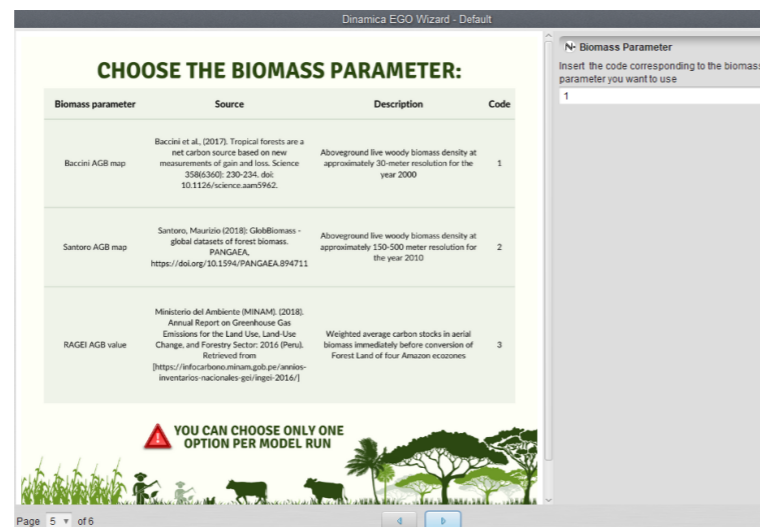 Dinamica EGO Wizard - Default
CHOOSE THE BIOMASS PARAMETER:
Biomass parameter Source Description Code
Baccini AGB map
Baccini et al., (2017). Tropical forests are a
net carbon source based on new
measurements of gain and loss. Science
358(6360): 230-234. doi:
10.1126/science.aam5962.
Aboveground live woody biomass density at
approximately 30-meter resolution for the
year 2000
1
Santoro AGB map
Santoro, Maurizio (2018): GlobBiomass -
global datasets of forest biomass.
PANGAEA,
https://doi.org/10.1594/PANGAEA.894711
Aboveground live woody biomass density at
approximately 150-500 meter resolution for
the year 2010
2
RAGEI AGB value
Ministerio del Ambiente (MINAM). (2018).
Annual Report on Greenhouse Gas
Emissions for the Land Use, Land-Use
Change, and Forestry Sector: 2016 (Peru).
Retrieved from
[https://infocarbono.minam.gob.pe/annios-
inventarios-nacionales-gei/ingei-2016/]
Weighted average carbon stocks in aerial
biomass immediately before conversion of
Forest Land of four Amazon ecozones
3
YOU CAN CHOOSE ONLY ONE
OPTION PER MODEL RUN
Page 5 of 6
N- Biomass Parameter
Insert the code corresponding to the biomass
parameter you want to use
1